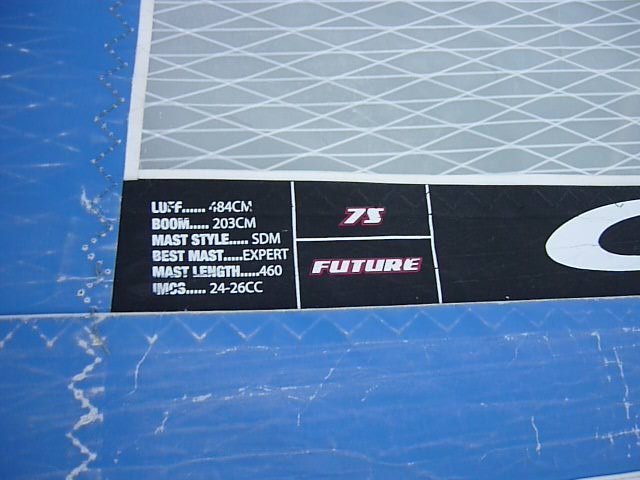 LUFF...... 484CM
BOOM..... 203CM
MAST STYLE..... SDM
BEST MAST.....EXPERT
MAST LENGTH.....460
IMCS..... 24-26CC
7S
FUTURE